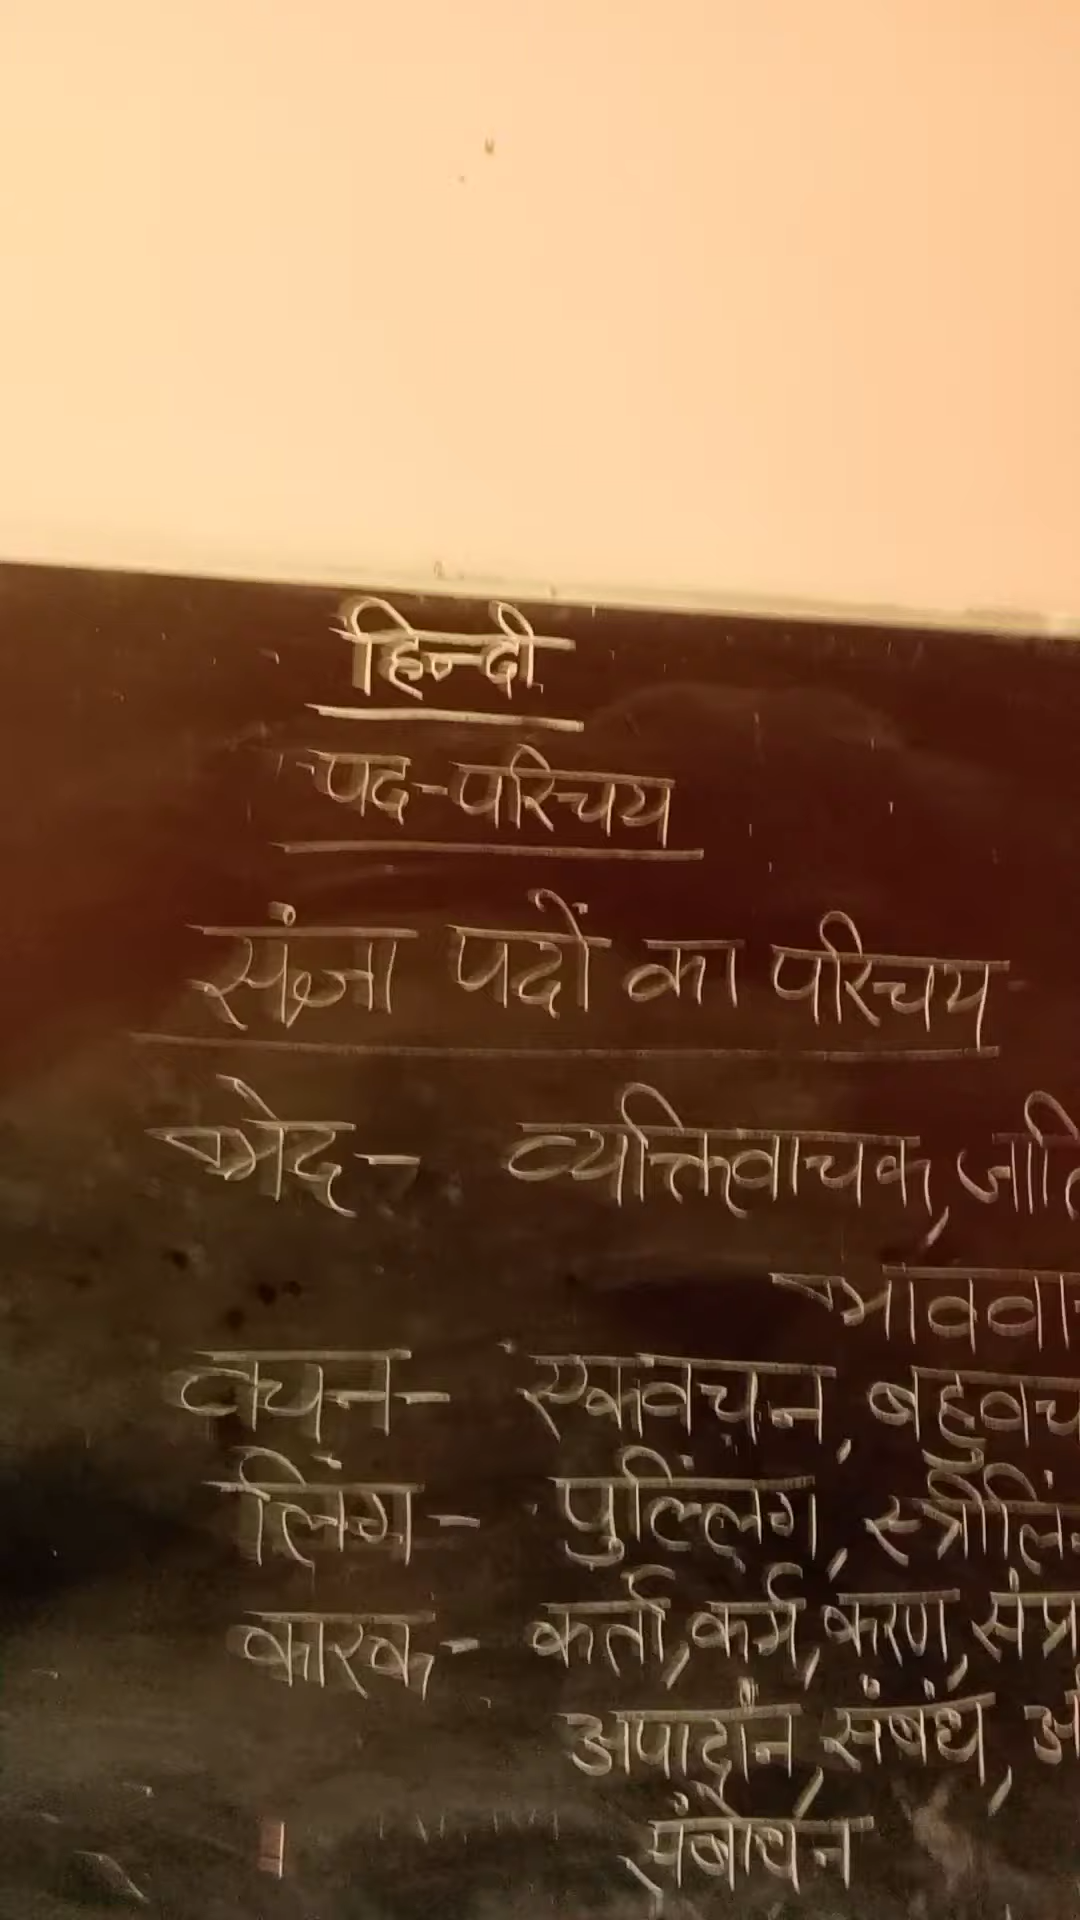 हिन्दी
पद-परिचय
संज्ञा पदों का परिचय
भेद- व्यक्तिवाचक, जाति
भाववा
वचन- एकवचन, बहुवच
लिंग- पुल्लिंग, स्त्रीलिं
कारक- कर्ता, कर्म, करण, संप्र
अपादान, संबंध, अ
संबोधन